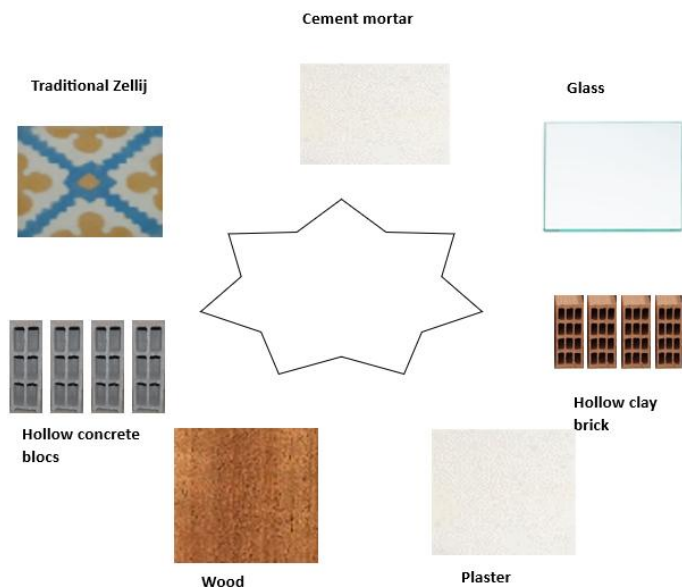 Cement mortar
Traditional Zellij
Glass
Hollow concrete
blocs
Hollow clay
brick
Wood
Plaster